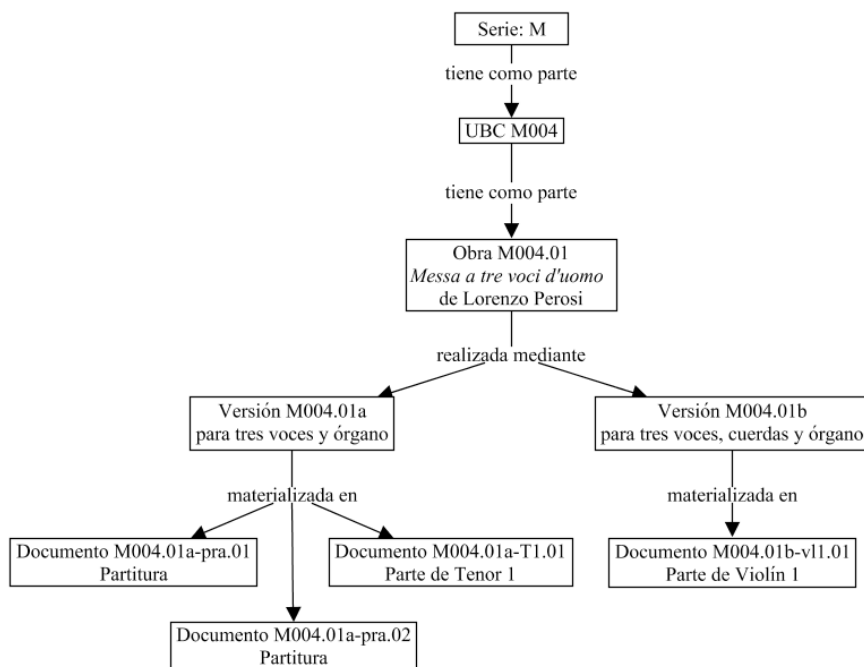 Serie: M
tiene como parte
UBC M004
tiene como parte
Obra M004.01
Messa a tre voci d'uomo
de Lorenzo Perosi
realizada mediante
Versión M004.01a
para tres voces y órgano
Versión M004.01b
para tres voces, cuerdas y órgano
materializada en
materializada en
Documento M004.01a-pra.01
Partitura
Documento M004.01a-T1.01
Parte de Tenor 1
Documento M004.01b-vl1.01
Parte de Violín 1
Documento M004.01a-pra.02
Partitura